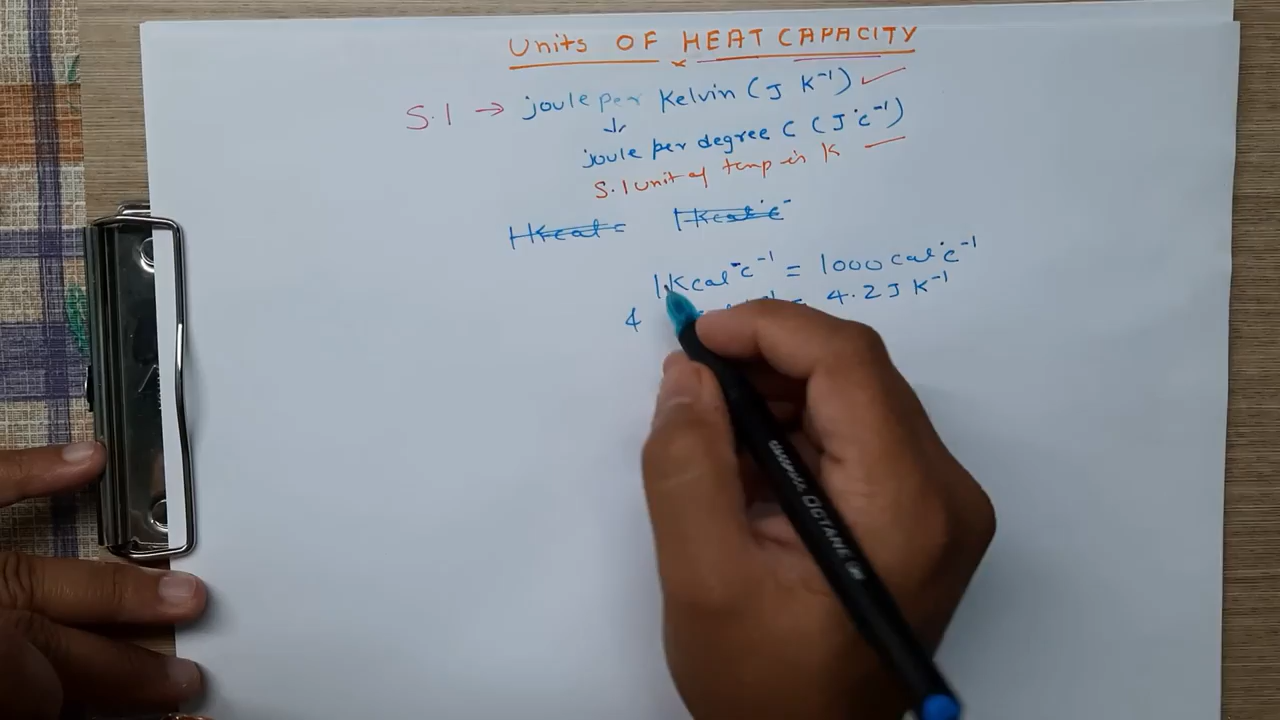 Units OF HEAT CAPACITY
S.I → joule per Kelvin (J K⁻¹) ✓
joule per degree C (J °C⁻¹)
S.I unit of temp in K
1Kcal °C⁻¹ = 1000 cal °C⁻¹
= 4.2 J K⁻¹
OCTANE